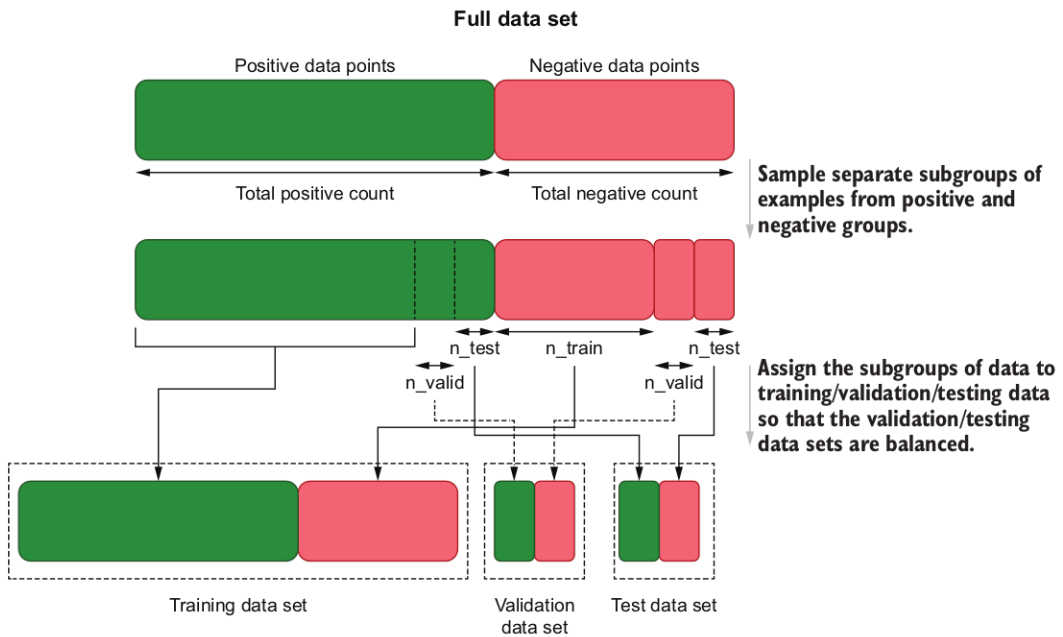 Full data set
Positive data points
Negative data points
Total positive count
Total negative count
Sample separate subgroups of
examples from positive and
negative groups.
n_test
n_train
n_test
n_valid
n_valid
Assign the subgroups of data to
training/validation/testing data
so that the validation/testing
data sets are balanced.
Training data set
Validation
data set
Test data set